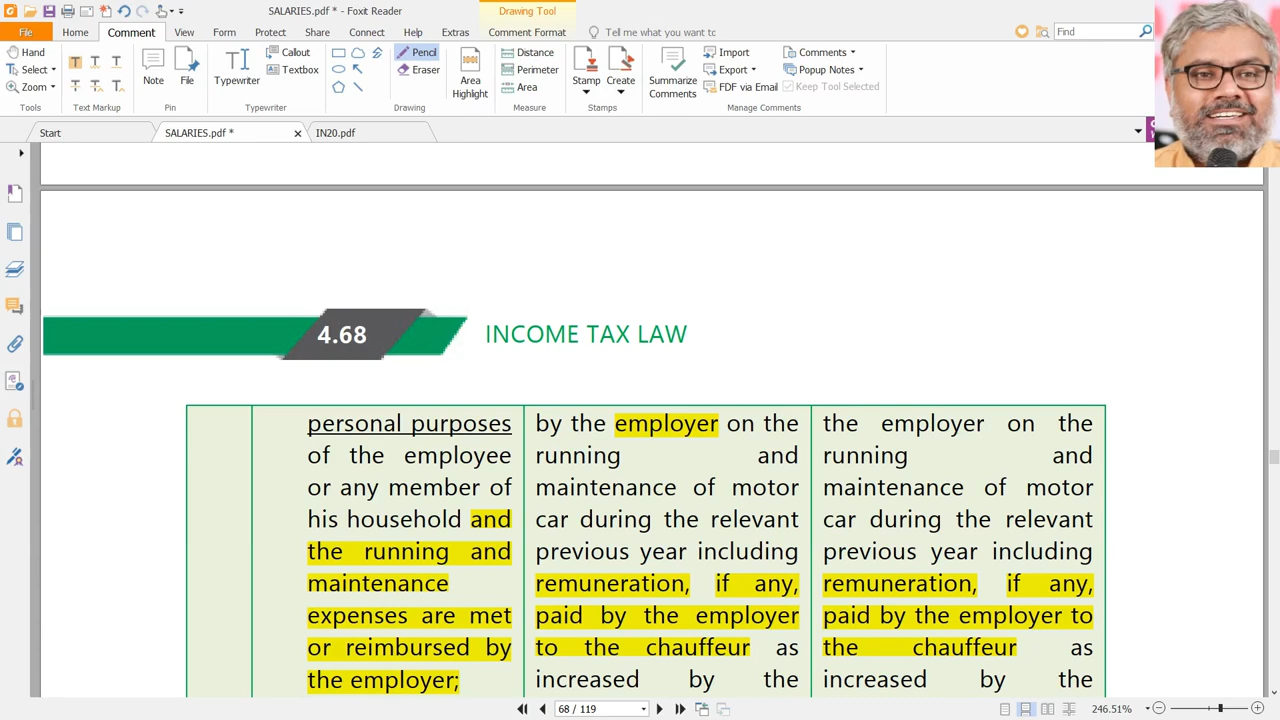 SALARIES.pdf * - Foxit Reader
Drawing Tool
File Home Comment View Form Protect Share Connect Help Extras Comment Format Tell me what you want to Find
Hand
Select
Zoom
Tools
Text Markup
Note
File
Pin
Typewriter
Callout
Textbox
Typewriter
Pencil
Eraser
Drawing
Area
Highlight
Distance
Perimeter
Area
Measure
Stamp
Create
Stamps
Summarize
Comments
Import
Export
FDF via Email
Comments
Popup Notes
Keep Tool Selected
Manage Comments
Start
SALARIES.pdf *
IN20.pdf
4.68 INCOME TAX LAW
personal purposes
of the employee
or any member of
his household and
the running and
maintenance
expenses are met
or reimbursed by
the employer;
by the employer on the
running and
maintenance of motor
car during the relevant
previous year including
remuneration, if any,
paid by the employer
to the chauffeur as
increased by the
the employer on the
running and
maintenance of motor
car during the relevant
previous year including
remuneration, if any,
paid by the employer to
the chauffeur as
increased by the
68 / 119
246.51%